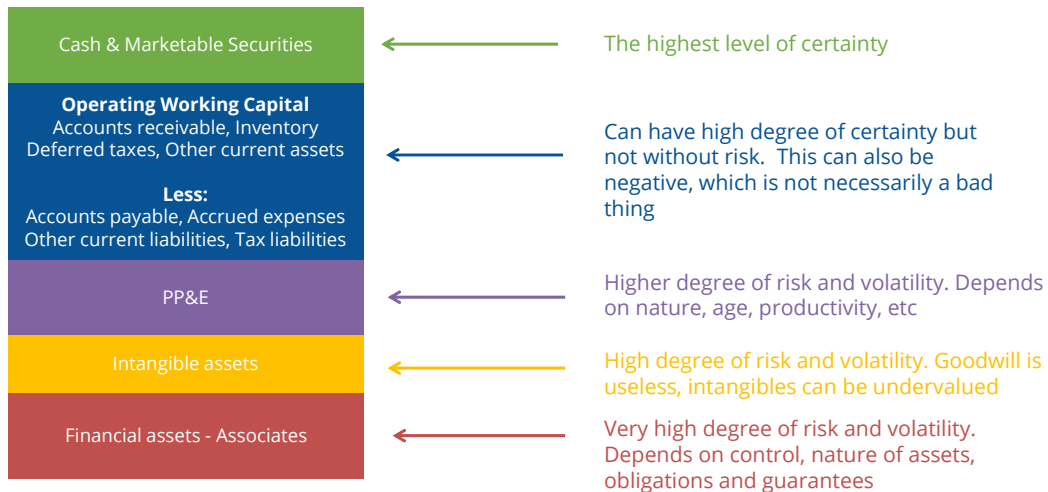 Cash & Marketable Securities
The highest level of certainty
Operating Working Capital
Accounts receivable, Inventory
Deferred taxes, Other current assets
Less:
Accounts payable, Accrued expenses
Other current liabilities, Tax liabilities
Can have high degree of certainty but
not without risk. This can also be
negative, which is not necessarily a bad
thing
PP&E
Higher degree of risk and volatility. Depends
on nature, age, productivity, etc
Intangible assets
High degree of risk and volatility. Goodwill is
useless, intangibles can be undervalued
Financial assets - Associates
Very high degree of risk and volatility.
Depends on control, nature of assets,
obligations and guarantees